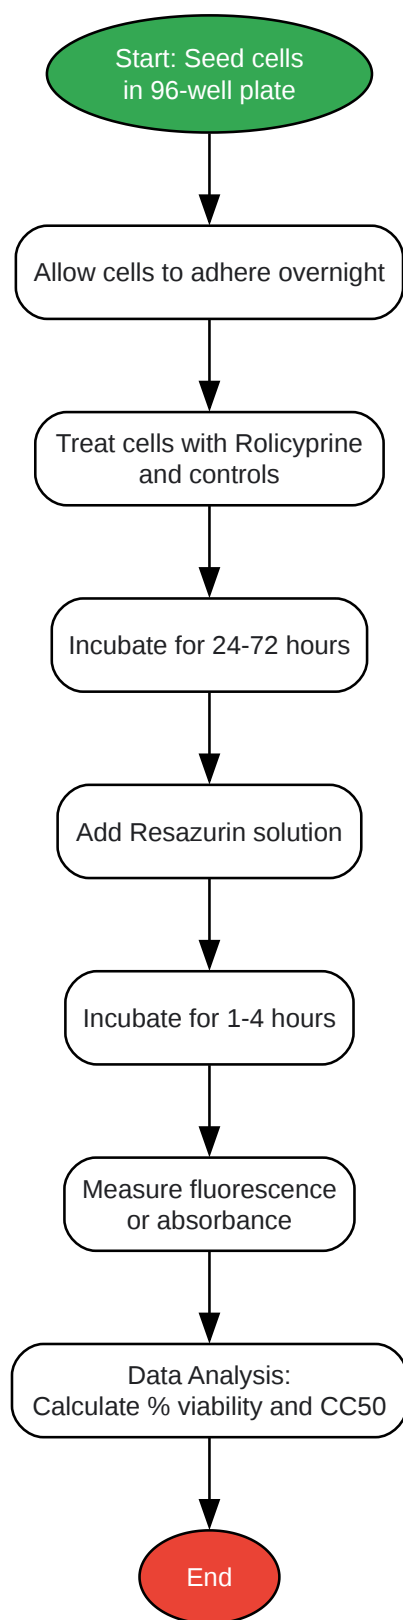 Start: Seed cells
in 96-well plate
Allow cells to adhere overnight
Treat cells with Rolicyprine
and controls
Incubate for 24-72 hours
Add Resazurin solution
Incubate for 1-4 hours
Measure fluorescence
or absorbance
Data Analysis:
Calculate % viability and CC50
End